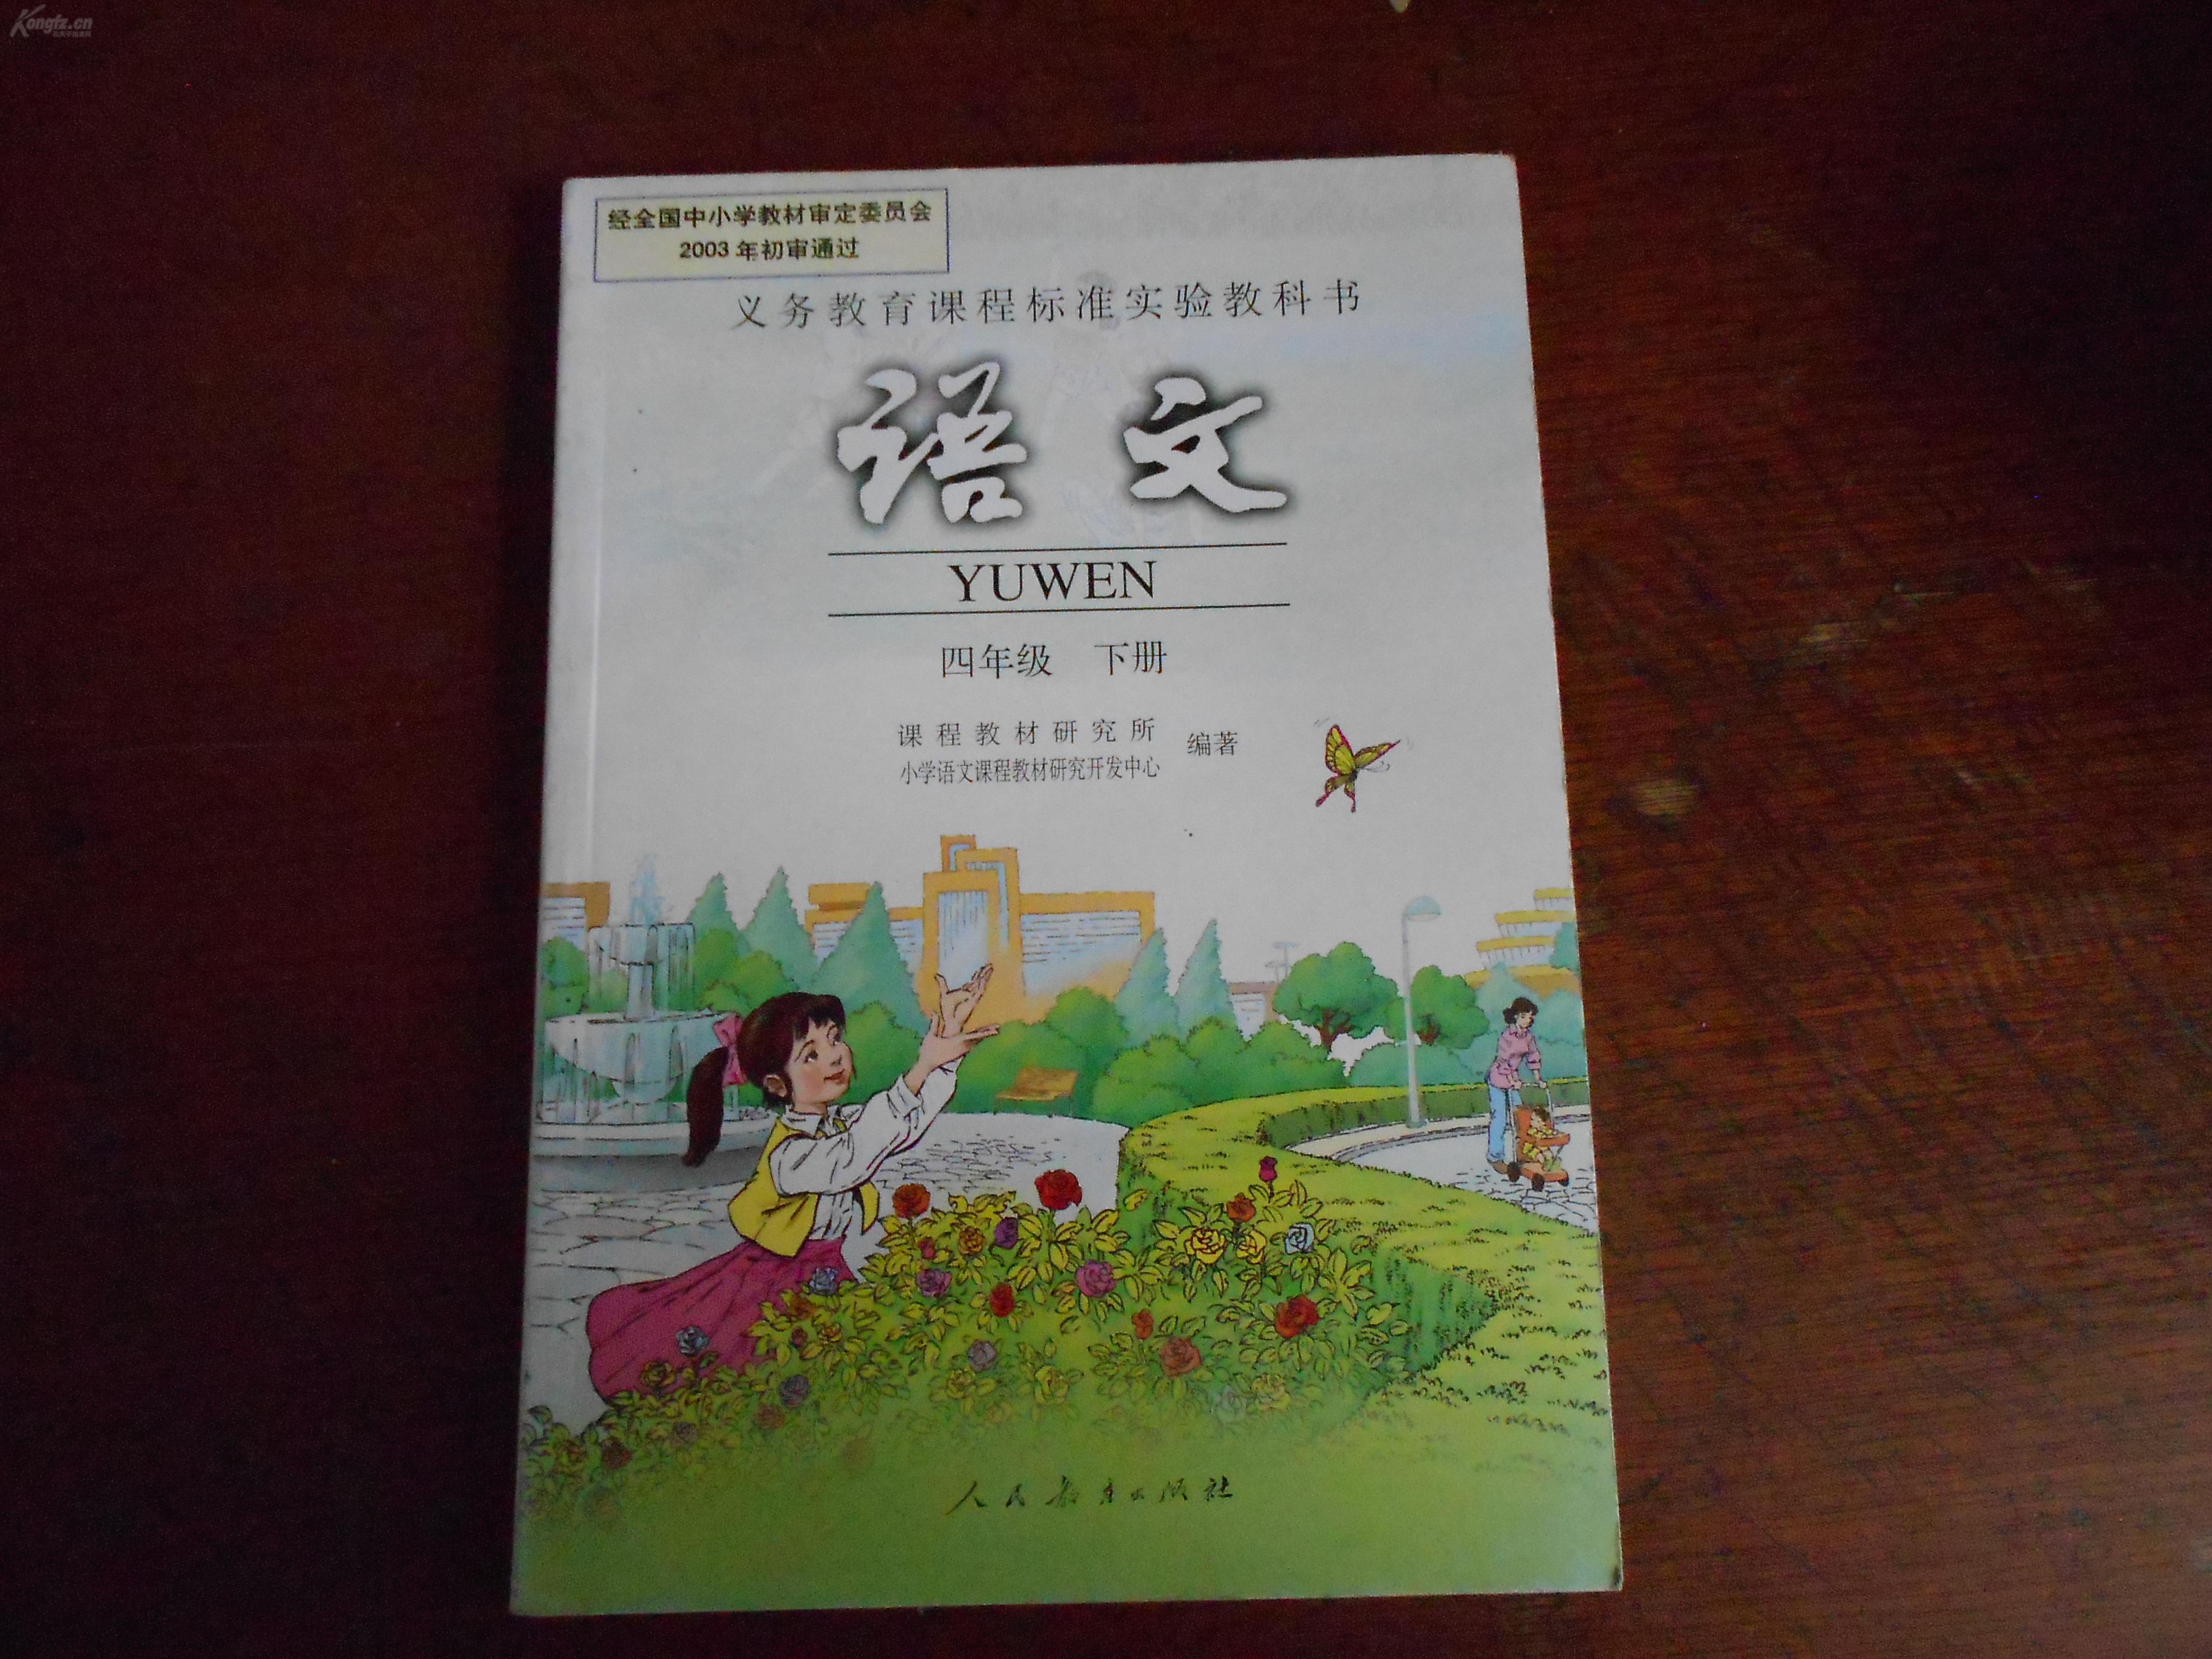 Kongfz.cn
经全国中小学教材审定委员会
2003年初审通过
义务教育课程标准实验教科书
语文
YUWEN
四年级 下册
课程教材研究所
小学语文课程教材研究开发中心
编著
人民教育出版社